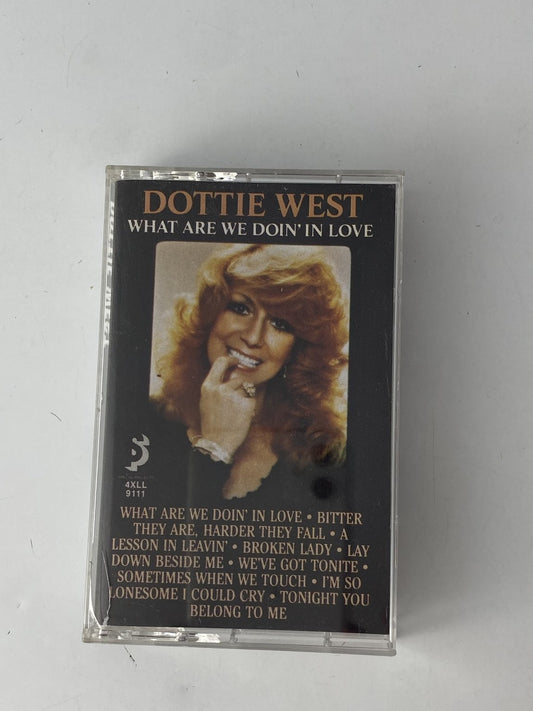 DOTTIE WEST
WHAT ARE WE DOIN' IN LOVE
4XLL
9111
WHAT ARE WE DOIN' IN LOVE • BITTER
THEY ARE, HARDER THEY FALL • A
LESSON IN LEAVIN' • BROKEN LADY • LAY
DOWN BESIDE ME • WE'VE GOT TONITE •
SOMETIMES WHEN WE TOUCH • I'M SO
LONESOME I COULD CRY • TONIGHT YOU
BELONG TO ME
DOTTIE WEST